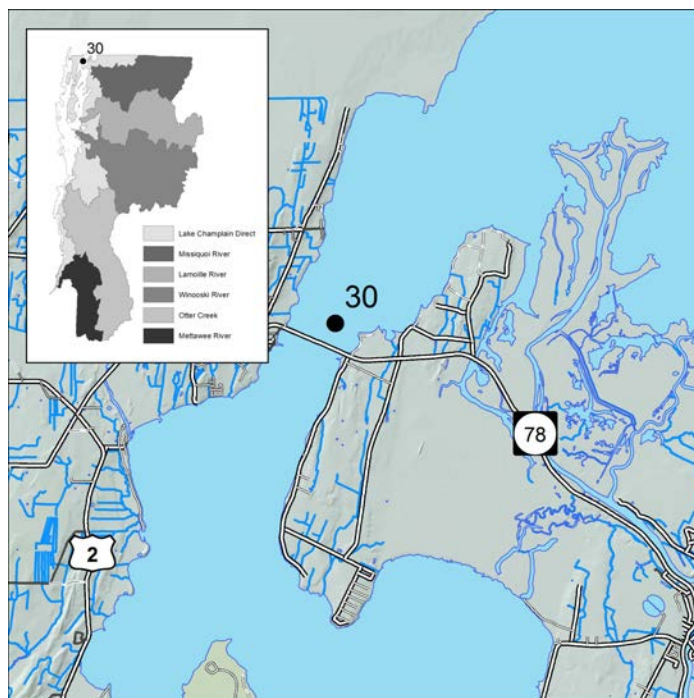 30
Lake Champlain Direct
Missiquoi River
Lamoille River
Winooski River
Otter Creek
Mettawee River
30
78
2